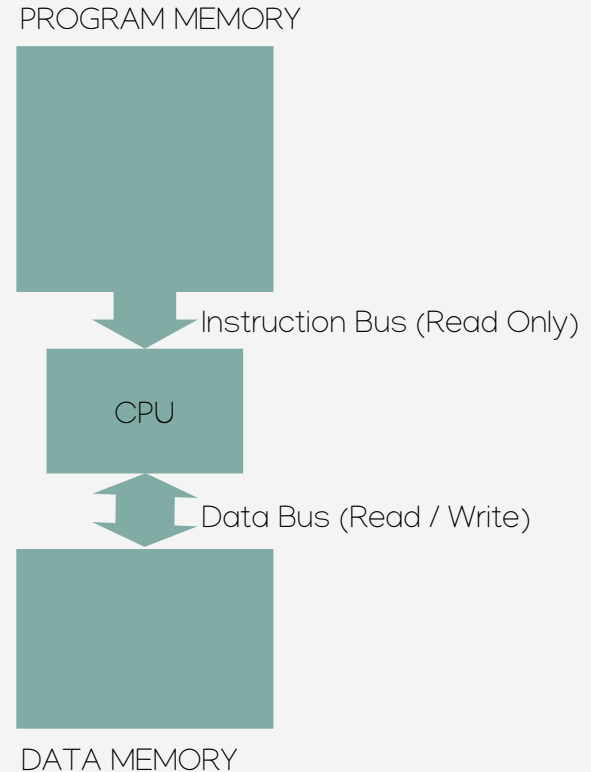 PROGRAM MEMORY
Instruction Bus (Read Only)
CPU
Data Bus (Read / Write)
DATA MEMORY